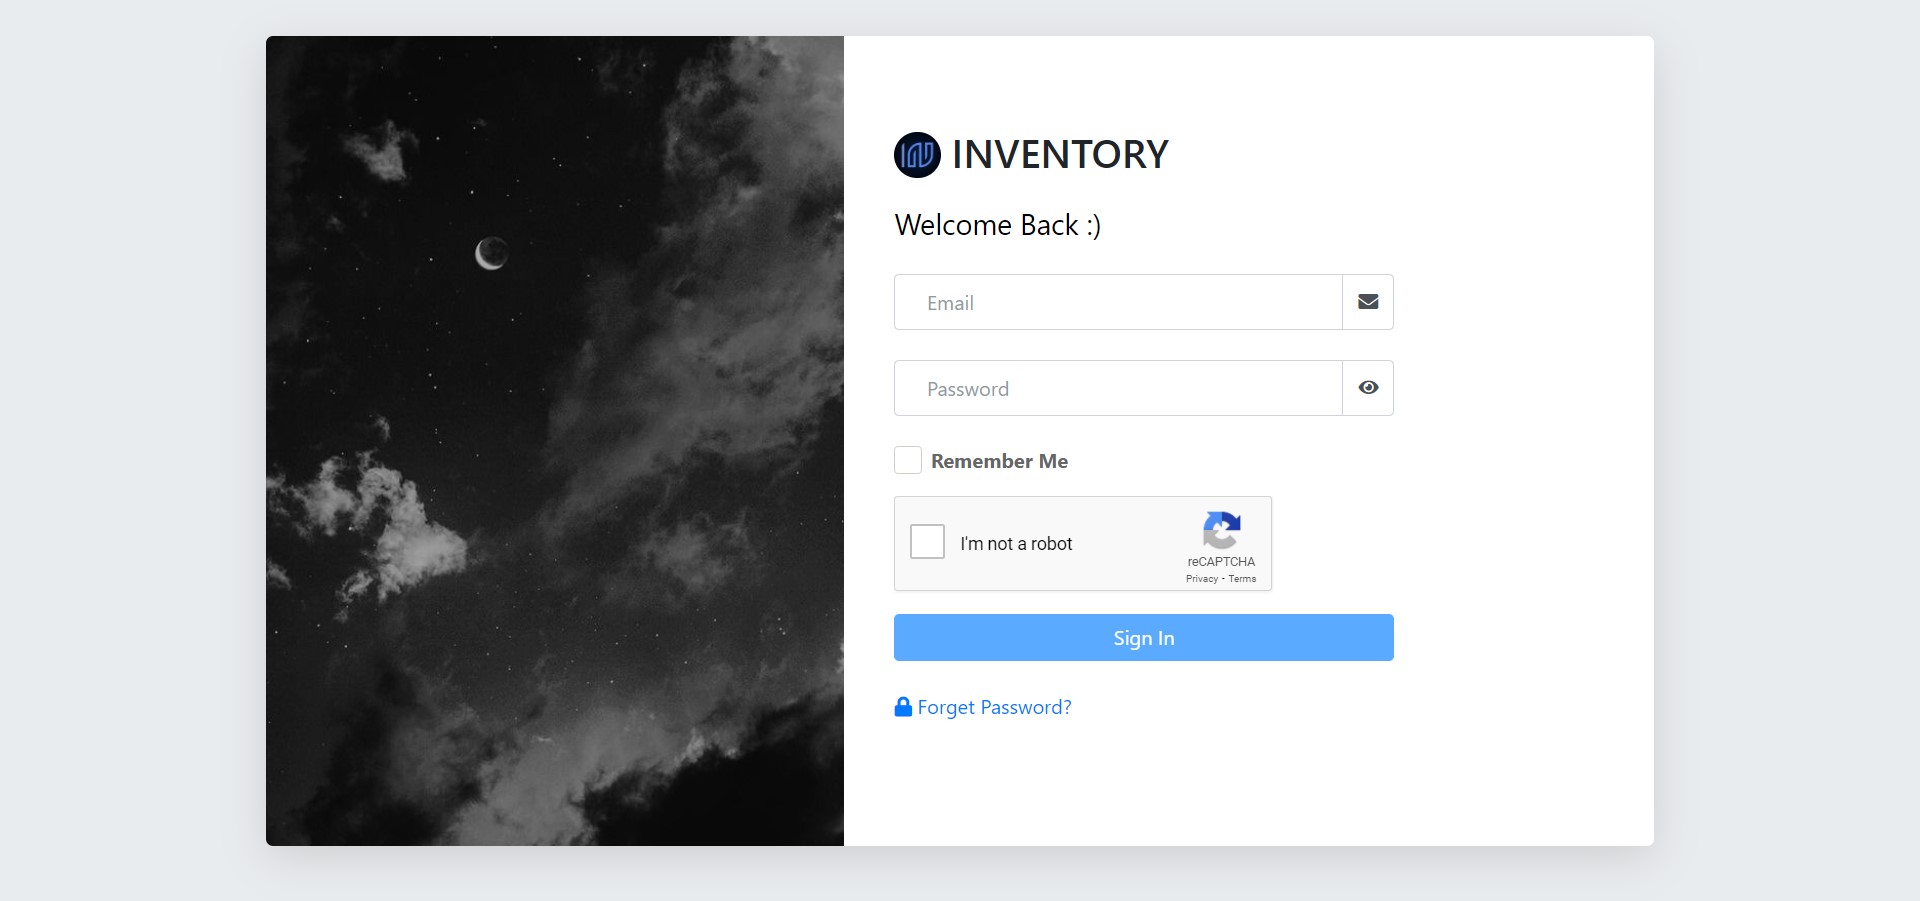 INVENTORY
Welcome Back :)
Email
Password
Remember Me
I'm not a robot
reCAPTCHA
Privacy - Terms
Sign In
Forget Password?